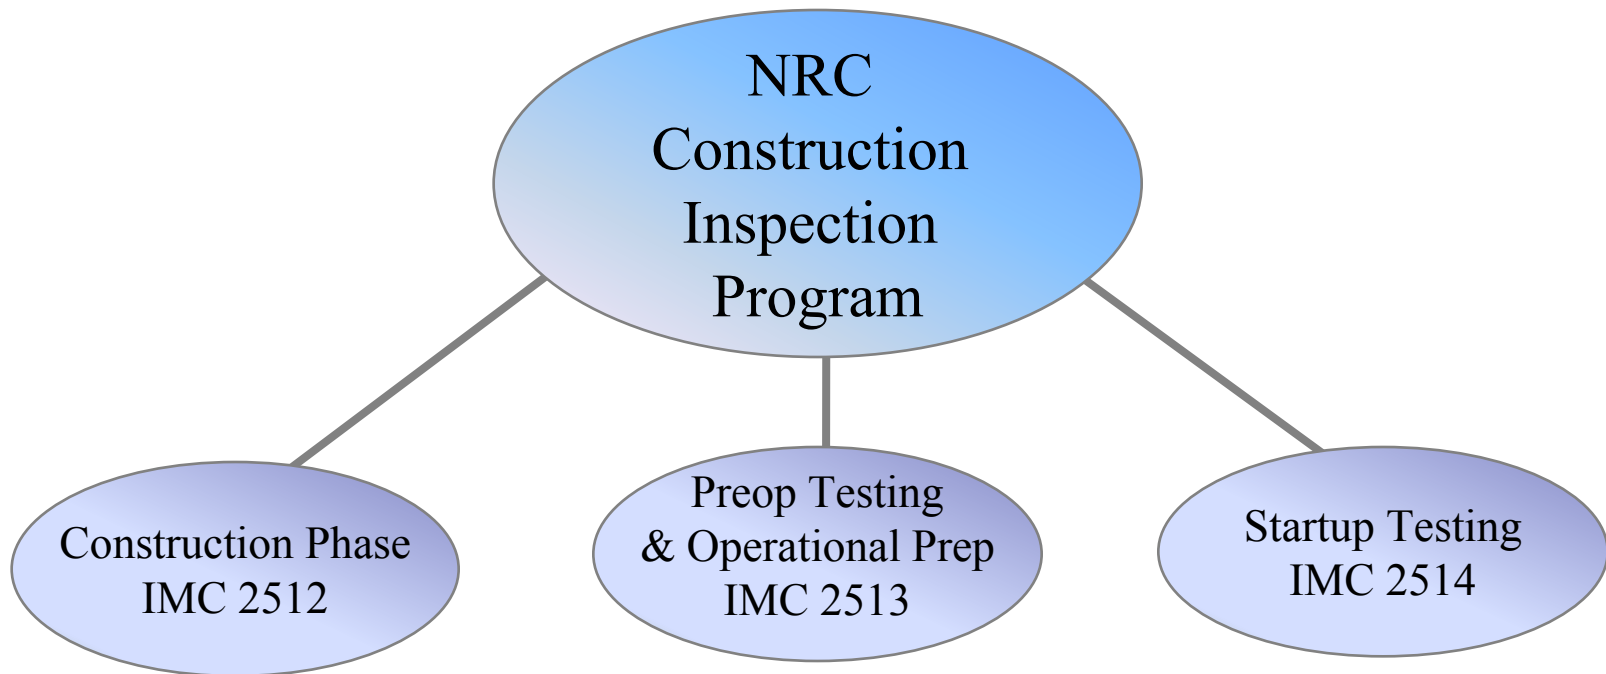 NRC
Construction
Inspection
Program
Construction Phase
IMC 2512
Preop Testing
& Operational Prep
IMC 2513
Startup Testing
IMC 2514